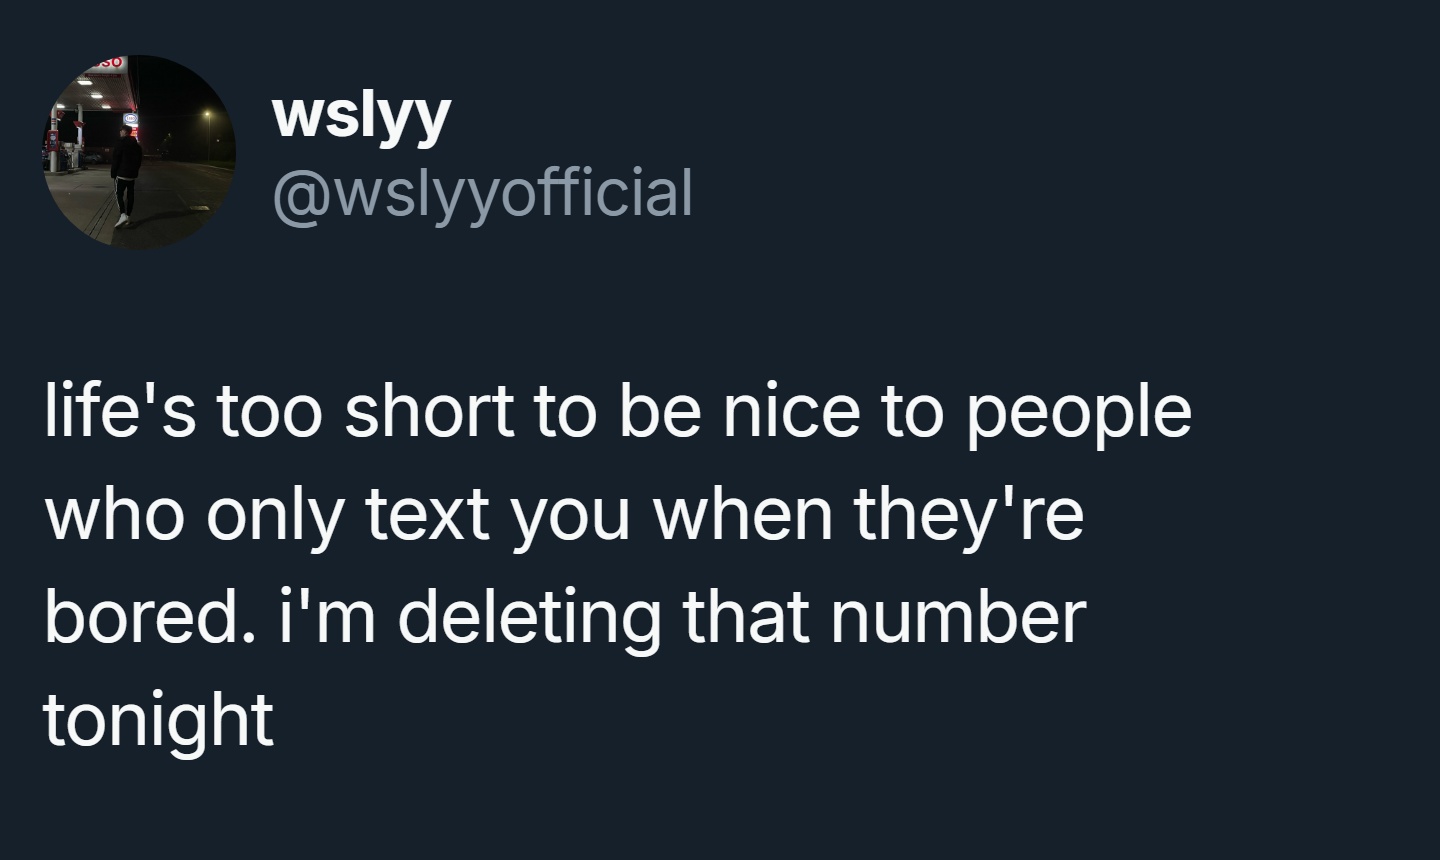 wslyy
@wslyyofficial
life's too short to be nice to people
who only text you when they're
bored. i'm deleting that number
tonight